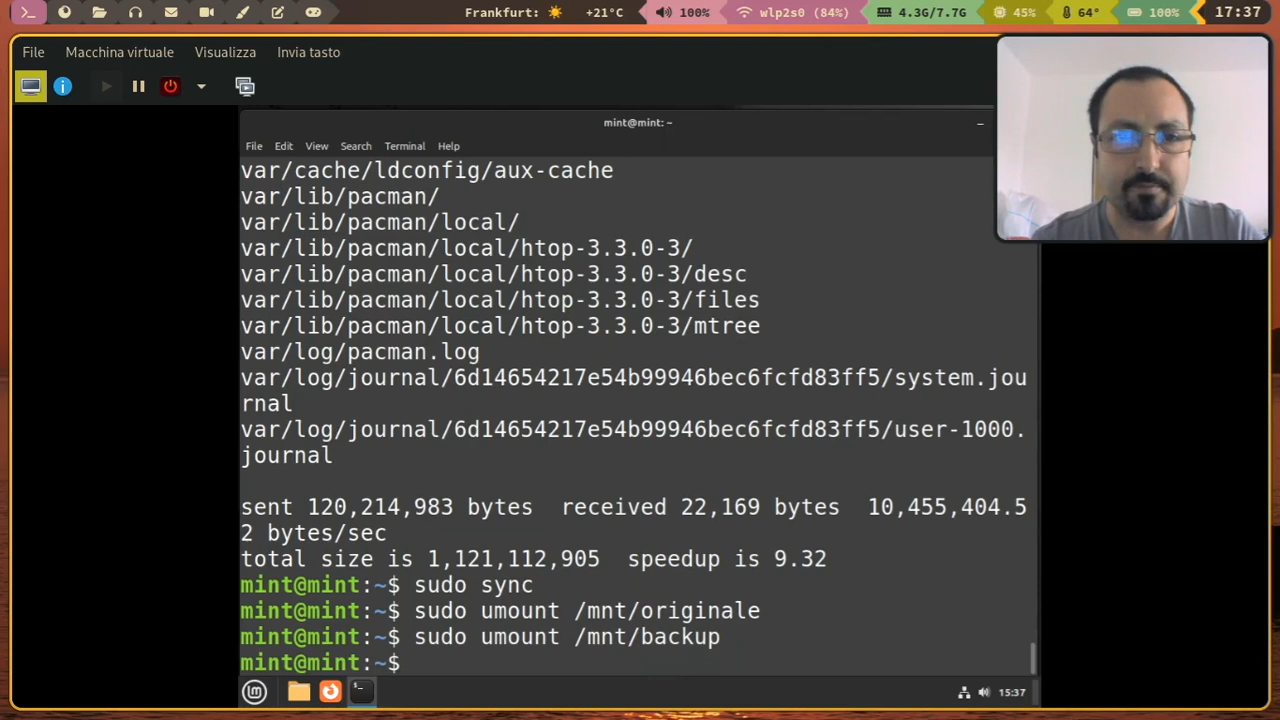 Frankfurt: +21°C 100% wlp2s0 (84%) 4.3G/7.7G 45% 64° 100% 17:37
File Macchina virtuale Visualizza Invia tasto
mint@mint: ~
File Edit View Search Terminal Help
var/cache/ldconfig/aux-cache
var/lib/pacman/
var/lib/pacman/local/
var/lib/pacman/local/htop-3.3.0-3/
var/lib/pacman/local/htop-3.3.0-3/desc
var/lib/pacman/local/htop-3.3.0-3/files
var/lib/pacman/local/htop-3.3.0-3/mtree
var/log/pacman.log
var/log/journal/6d14654217e54b99946bec6fcfd83ff5/system.jou
rnal
var/log/journal/6d14654217e54b99946bec6fcfd83ff5/user-1000.
journal
sent 120,214,983 bytes  received 22,169 bytes  10,455,404.5
2 bytes/sec
total size is 1,121,112,905  speedup is 9.32
mint@mint:~$ sudo sync
mint@mint:~$ sudo umount /mnt/originale
mint@mint:~$ sudo umount /mnt/backup
mint@mint:~$
15:37